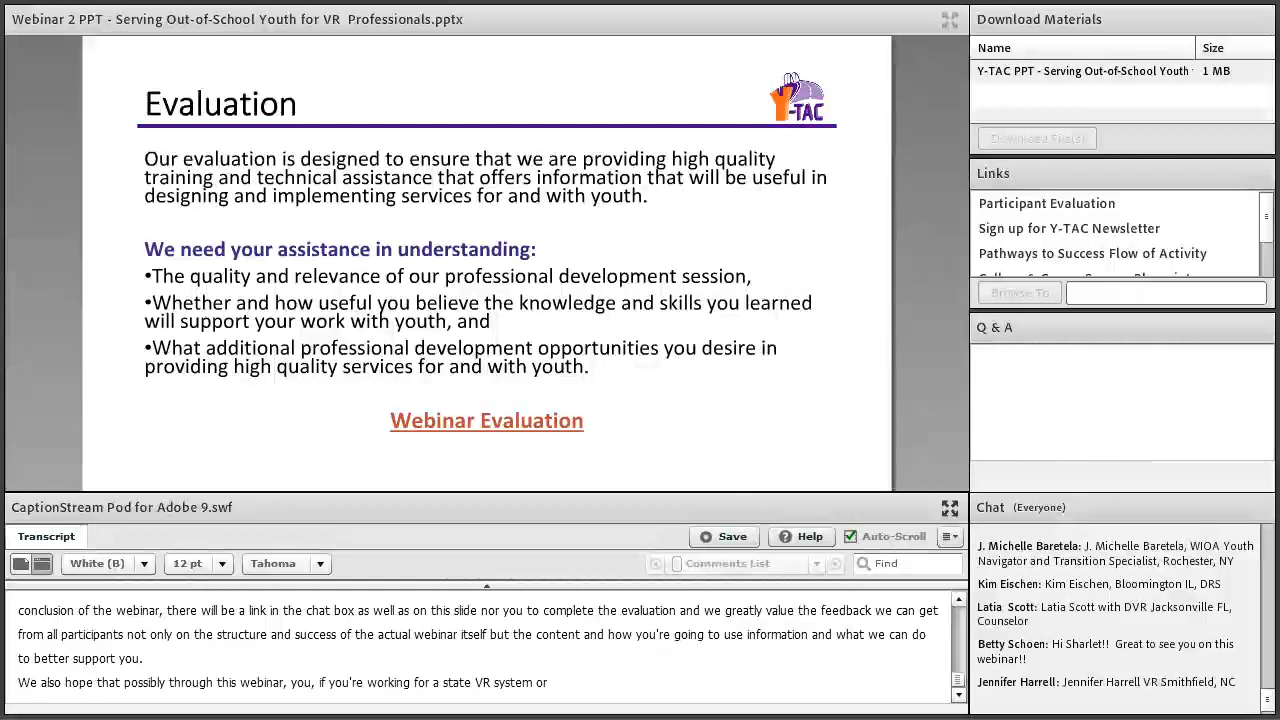 Webinar 2 PPT - Serving Out-of-School Youth for VR  Professionals.pptx
Evaluation
Y-TAC
Our evaluation is designed to ensure that we are providing high quality
training and technical assistance that offers information that will be useful in
designing and implementing services for and with youth.
We need your assistance in understanding:
•The quality and relevance of our professional development session,
•Whether and how useful you believe the knowledge and skills you learned
will support your work with youth, and
•What additional professional development opportunities you desire in
providing high quality services for and with youth.
Webinar Evaluation
CaptionStream Pod for Adobe 9.swf
Transcript
Save
Help
Auto-Scroll
White (B)
12 pt
Tahoma
Comments List
Find
conclusion of the webinar, there will be a link in the chat box as well as on this slide nor you to complete the evaluation and we greatly value the feedback we can get
from all participants not only on the structure and success of the actual webinar itself but the content and how you're going to use information and what we can do
to better support you.
We also hope that possibly through this webinar, you, if you're working for a state VR system or
Download Materials
Name Size
Y-TAC PPT - Serving Out-of-School Youth 1 MB
Download File(s)
Links
Participant Evaluation
Sign up for Y-TAC Newsletter
Pathways to Success Flow of Activity
Browse To
Q & A
Chat (Everyone)
J. Michelle Baretela: J. Michelle Baretela, WIOA Youth
Navigator and Transition Specialist, Rochester, NY
Kim Eischen: Kim Eischen, Bloomington IL, DRS
Latia Scott: Latia Scott with DVR Jacksonville FL,
Counselor
Betty Schoen: Hi Sharlet!!  Great to see you on this
webinar!!
Jennifer Harrell: Jennifer Harrell VR Smithfield, NC